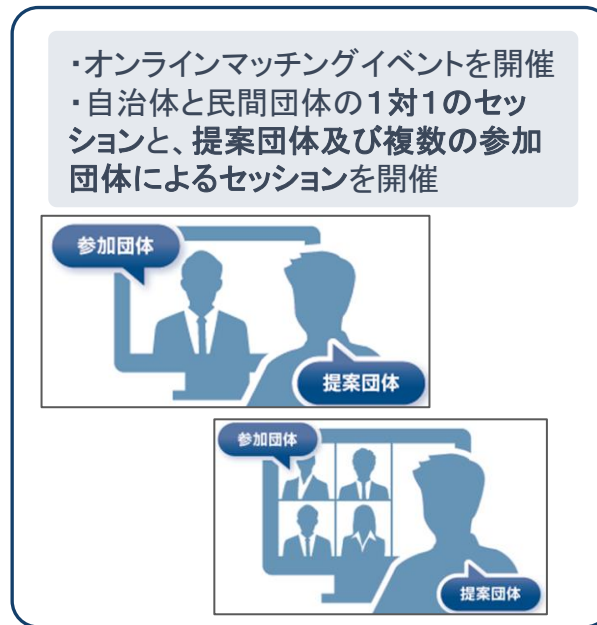 ・オンラインマッチングイベントを開催
・自治体と民間団体の１対１のセッ
ションと、提案団体及び複数の参加
団体によるセッションを開催
参加団体
提案団体
参加団体
提案団体